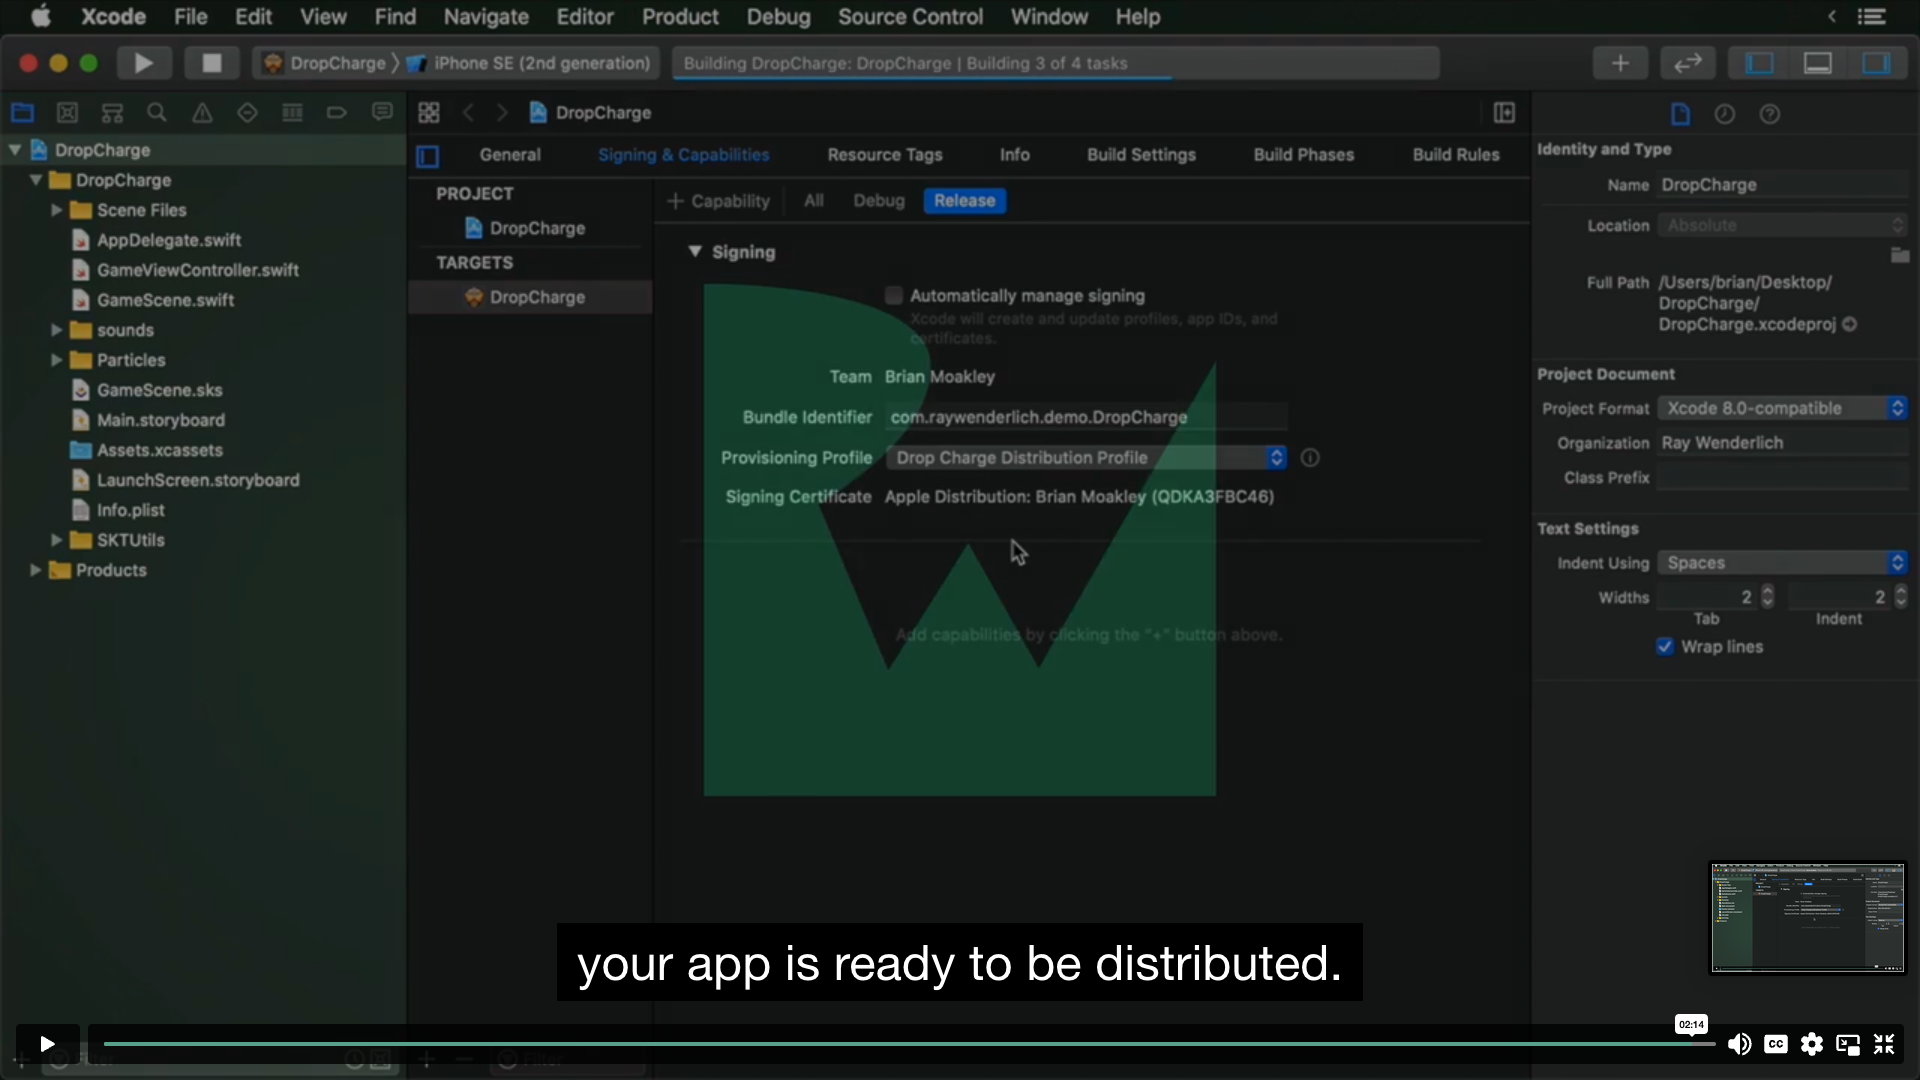 Xcode File Edit View Find Navigate Editor Product Debug Source Control Window Help
DropCharge iPhone SE (2nd generation)
Building DropCharge: DropCharge | Building 3 of 4 tasks
DropCharge
DropCharge
Scene Files
AppDelegate.swift
GameViewController.swift
GameScene.swift
sounds
Particles
GameScene.sks
Main.storyboard
Assets.xcassets
LaunchScreen.storyboard
Info.plist
SKTUtils
Products
Filter
DropCharge
General Signing & Capabilities Resource Tags Info Build Settings Build Phases Build Rules
PROJECT
DropCharge
TARGETS
DropCharge
Filter
+ Capability All Debug Release
Signing
Automatically manage signing
Xcode will create and update profiles, app IDs, and
certificates.
Team Brian Moakley
Bundle Identifier com.raywenderlich.demo.DropCharge
Provisioning Profile Drop Charge Distribution Profile
Signing Certificate Apple Distribution: Brian Moakley (QDKA3FBC46)
Add capabilities by clicking the "+" button above.
Identity and Type
Name DropCharge
Location Absolute
Full Path /Users/brian/Desktop/
DropCharge/
DropCharge.xcodeproj
Project Document
Project Format Xcode 8.0-compatible
Organization Ray Wenderlich
Class Prefix
Text Settings
Indent Using Spaces
Widths 2 2
Tab Indent
Wrap lines
your app is ready to be distributed.
02:14
CC